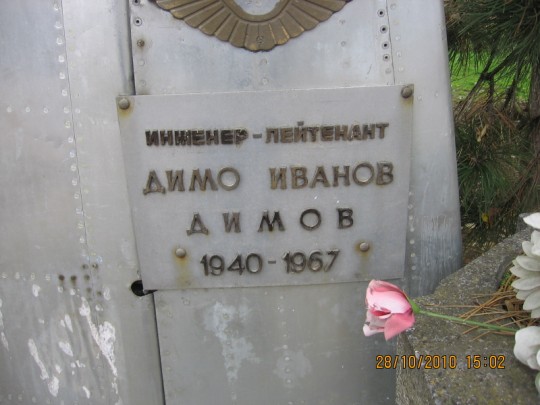 ИНЖЕНЕР-ЛЕЙТЕНАНТ
ДИМО ИВАНОВ
ДИМОВ
1940-1967
28/10/2010 15:02